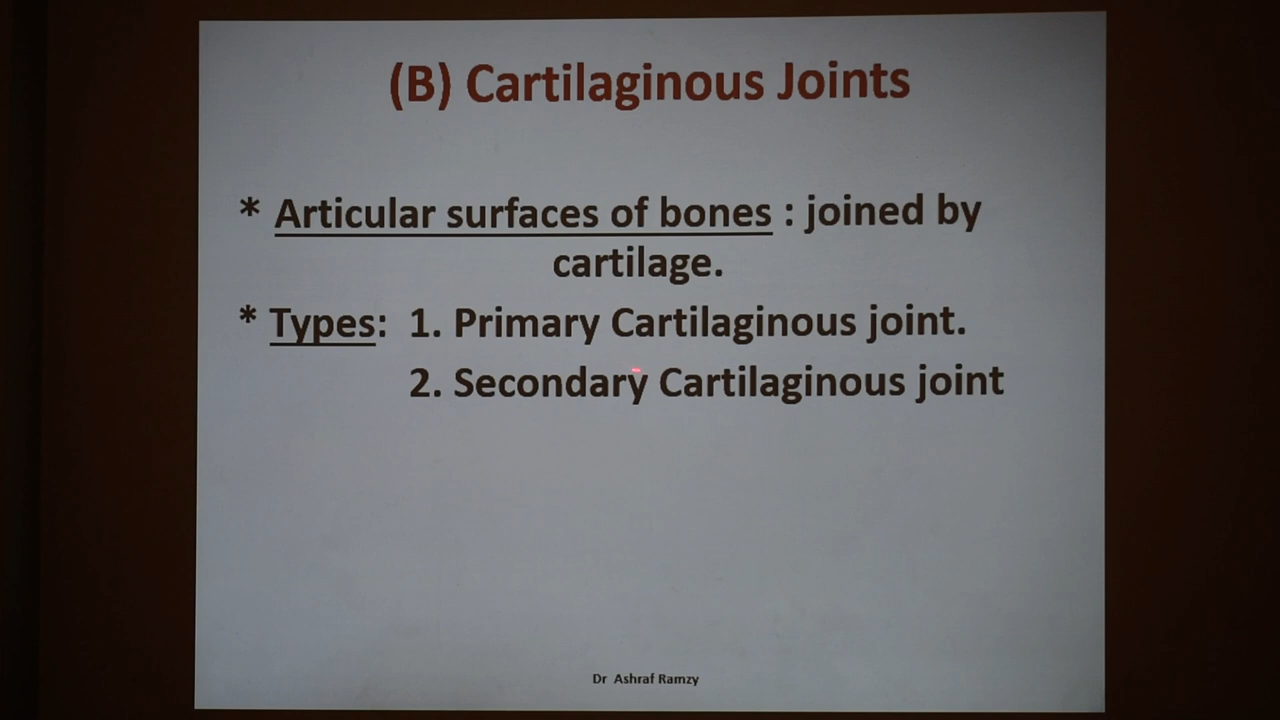 (B) Cartilaginous Joints
* Articular surfaces of bones : joined by
cartilage.
* Types: 1. Primary Cartilaginous joint.
2. Secondary Cartilaginous joint
Dr Ashraf Ramzy